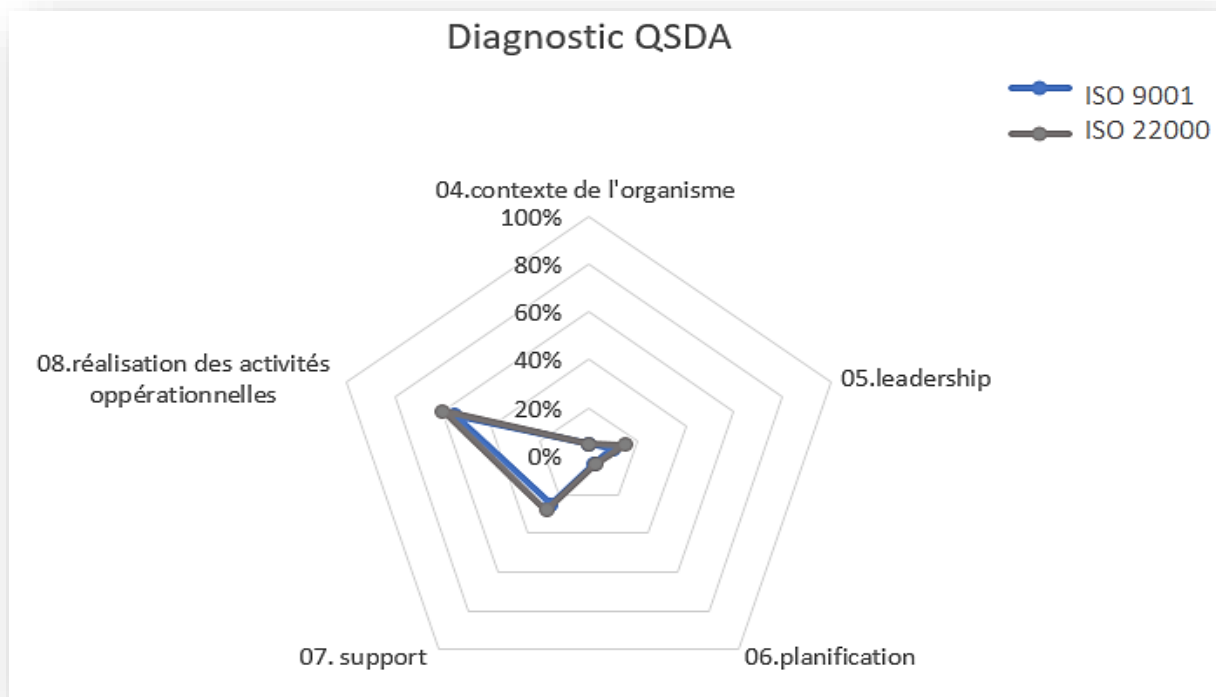 Diagnostic QSDA
ISO 9001
ISO 22000
04.contexte de l'organisme
100%
80%
60%
40%
20%
0%
08.réalisation des activités
oppérationnelles
05.leadership
07. support
06.planification